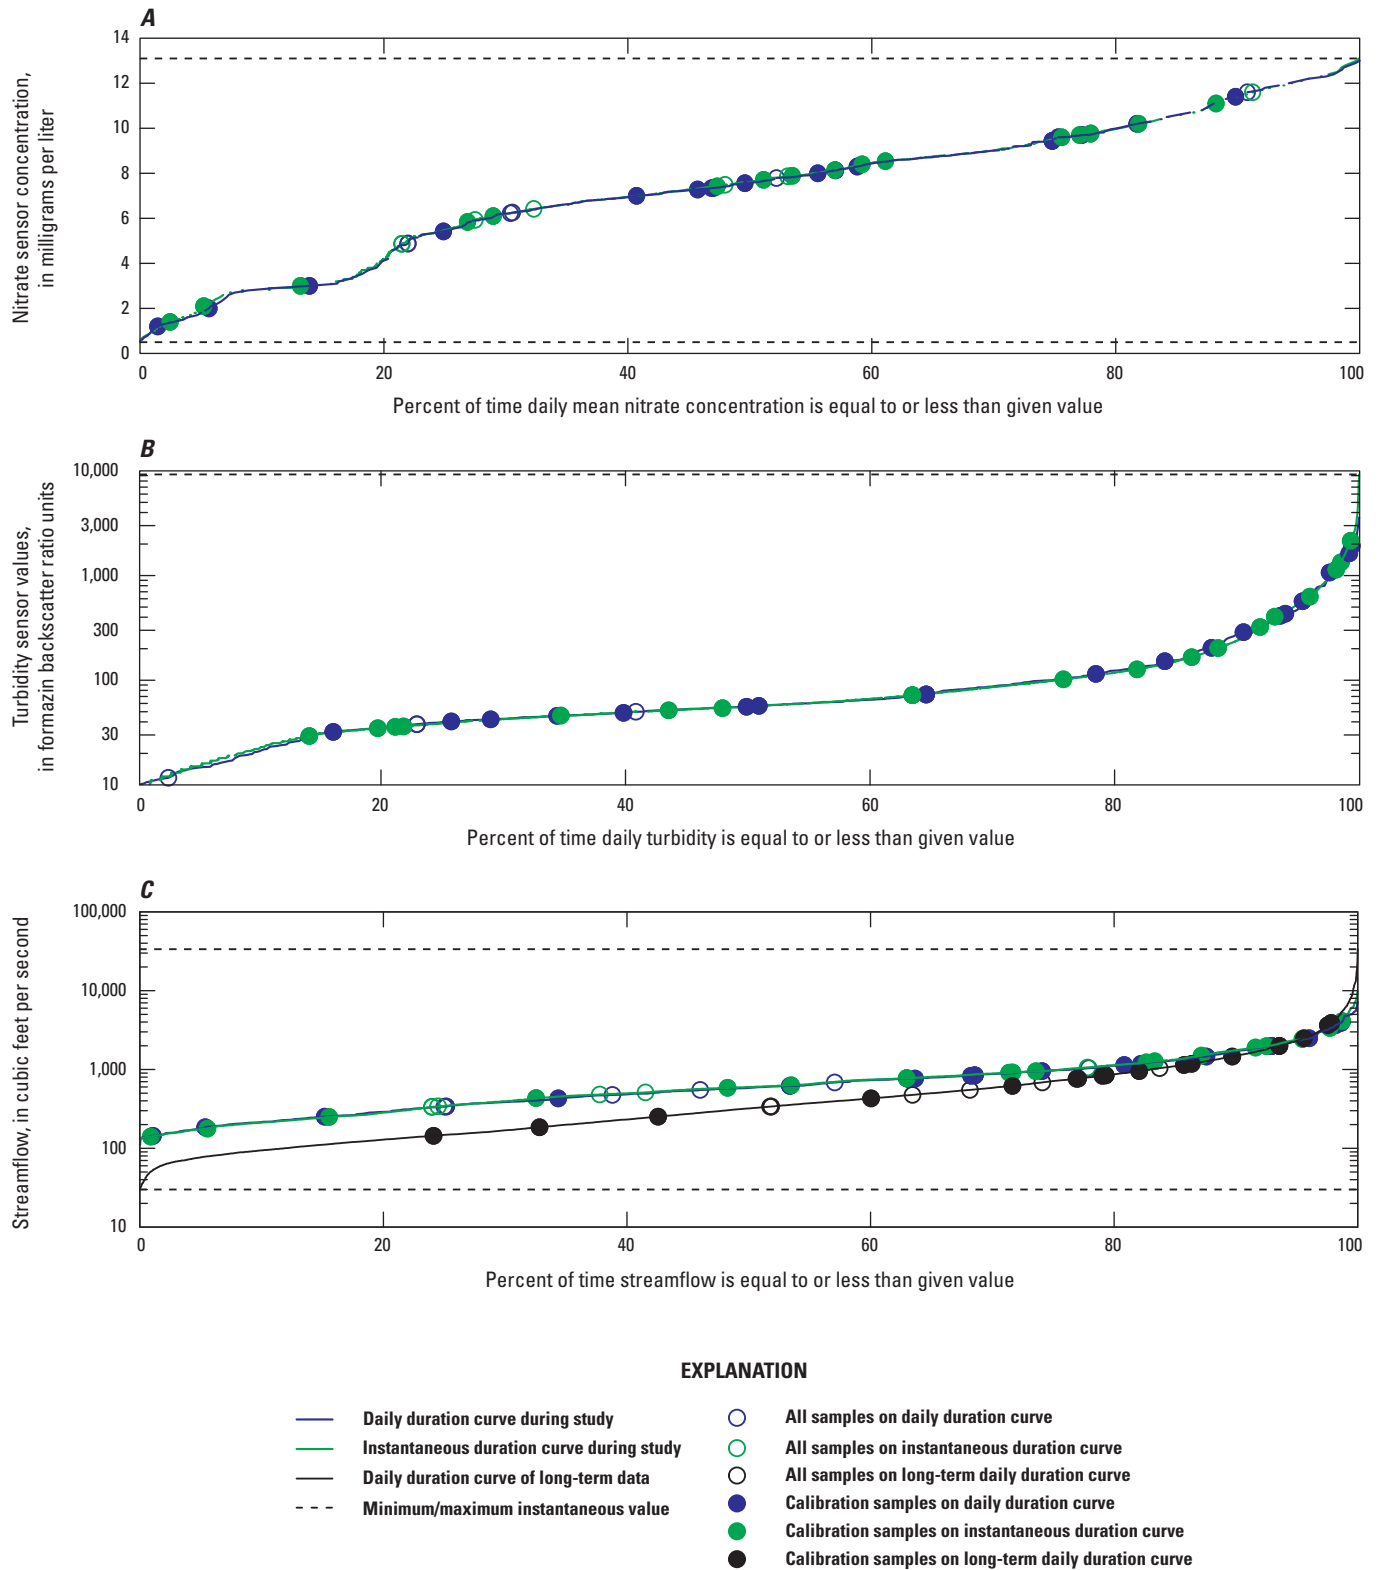 A
Nitrate sensor concentration,
in milligrams per liter
14
12
10
8
6
4
2
0
0 20 40 60 80 100
Percent of time daily mean nitrate concentration is equal to or less than given value
B
Turbidity sensor values,
in formazin backscatter ratio units
10,000
3,000
1,000
300
100
30
10
0 20 40 60 80 100
Percent of time daily turbidity is equal to or less than given value
C
Streamflow, in cubic feet per second
100,000
10,000
1,000
100
10
0 20 40 60 80 100
Percent of time streamflow is equal to or less than given value
EXPLANATION
Daily duration curve during study
Instantaneous duration curve during study
Daily duration curve of long-term data
Minimum/maximum instantaneous value
All samples on daily duration curve
All samples on instantaneous duration curve
All samples on long-term daily duration curve
Calibration samples on daily duration curve
Calibration samples on instantaneous duration curve
Calibration samples on long-term daily duration curve